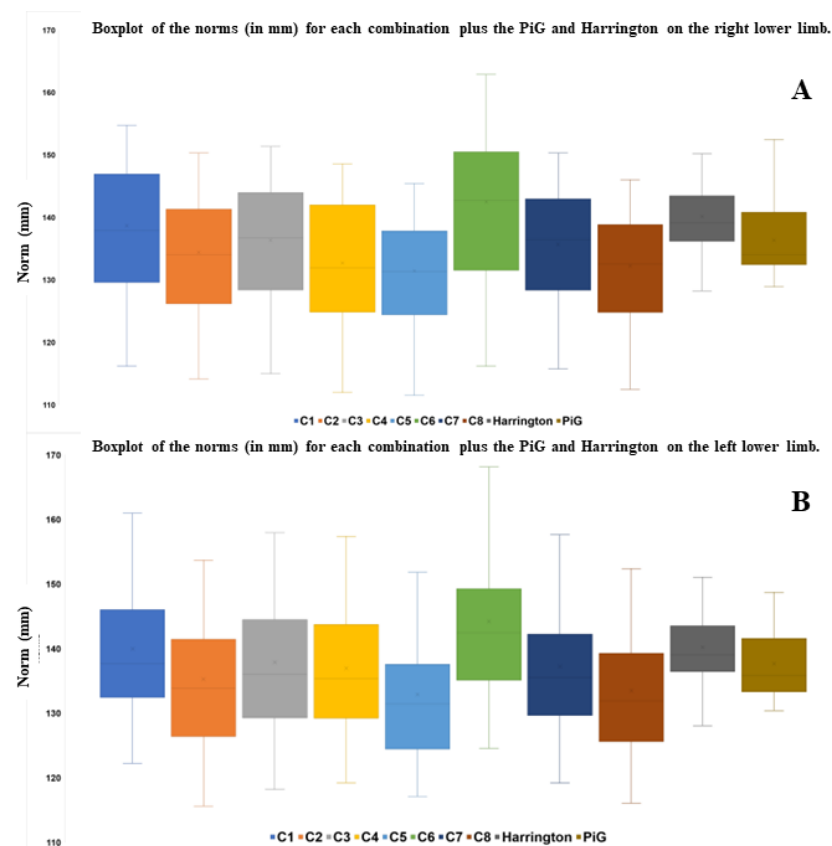 Boxplot of the norms (in mm) for each combination plus the PiG and Harrington on the right lower limb.
A
170
160
150
140
130
120
110
Norm (mm)
C1 C2 C3 C4 C5 C6 C7 C8 Harrington PiG
Boxplot of the norms (in mm) for each combination plus the PiG and Harrington on the left lower limb.
B
170
160
150
140
130
120
110
Norm (mm)
C1 C2 C3 C4 C5 C6 C7 C8 Harrington PiG